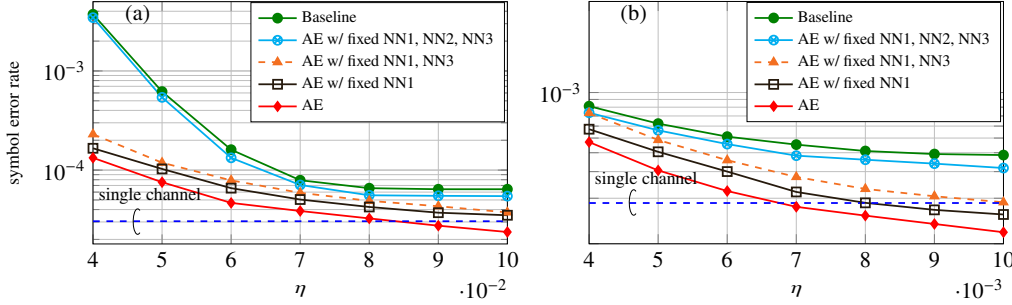 (a)
Baseline
AE w/ fixed NN1, NN2, NN3
AE w/ fixed NN1, NN3
AE w/ fixed NN1
AE
symbol error rate
10⁻³
10⁻⁴
single channel
4 5 6 7 8 9 10
η
·10⁻²
(b)
Baseline
AE w/ fixed NN1, NN2, NN3
AE w/ fixed NN1, NN3
AE w/ fixed NN1
AE
10⁻³
single channel
4 5 6 7 8 9 10
η
·10⁻³